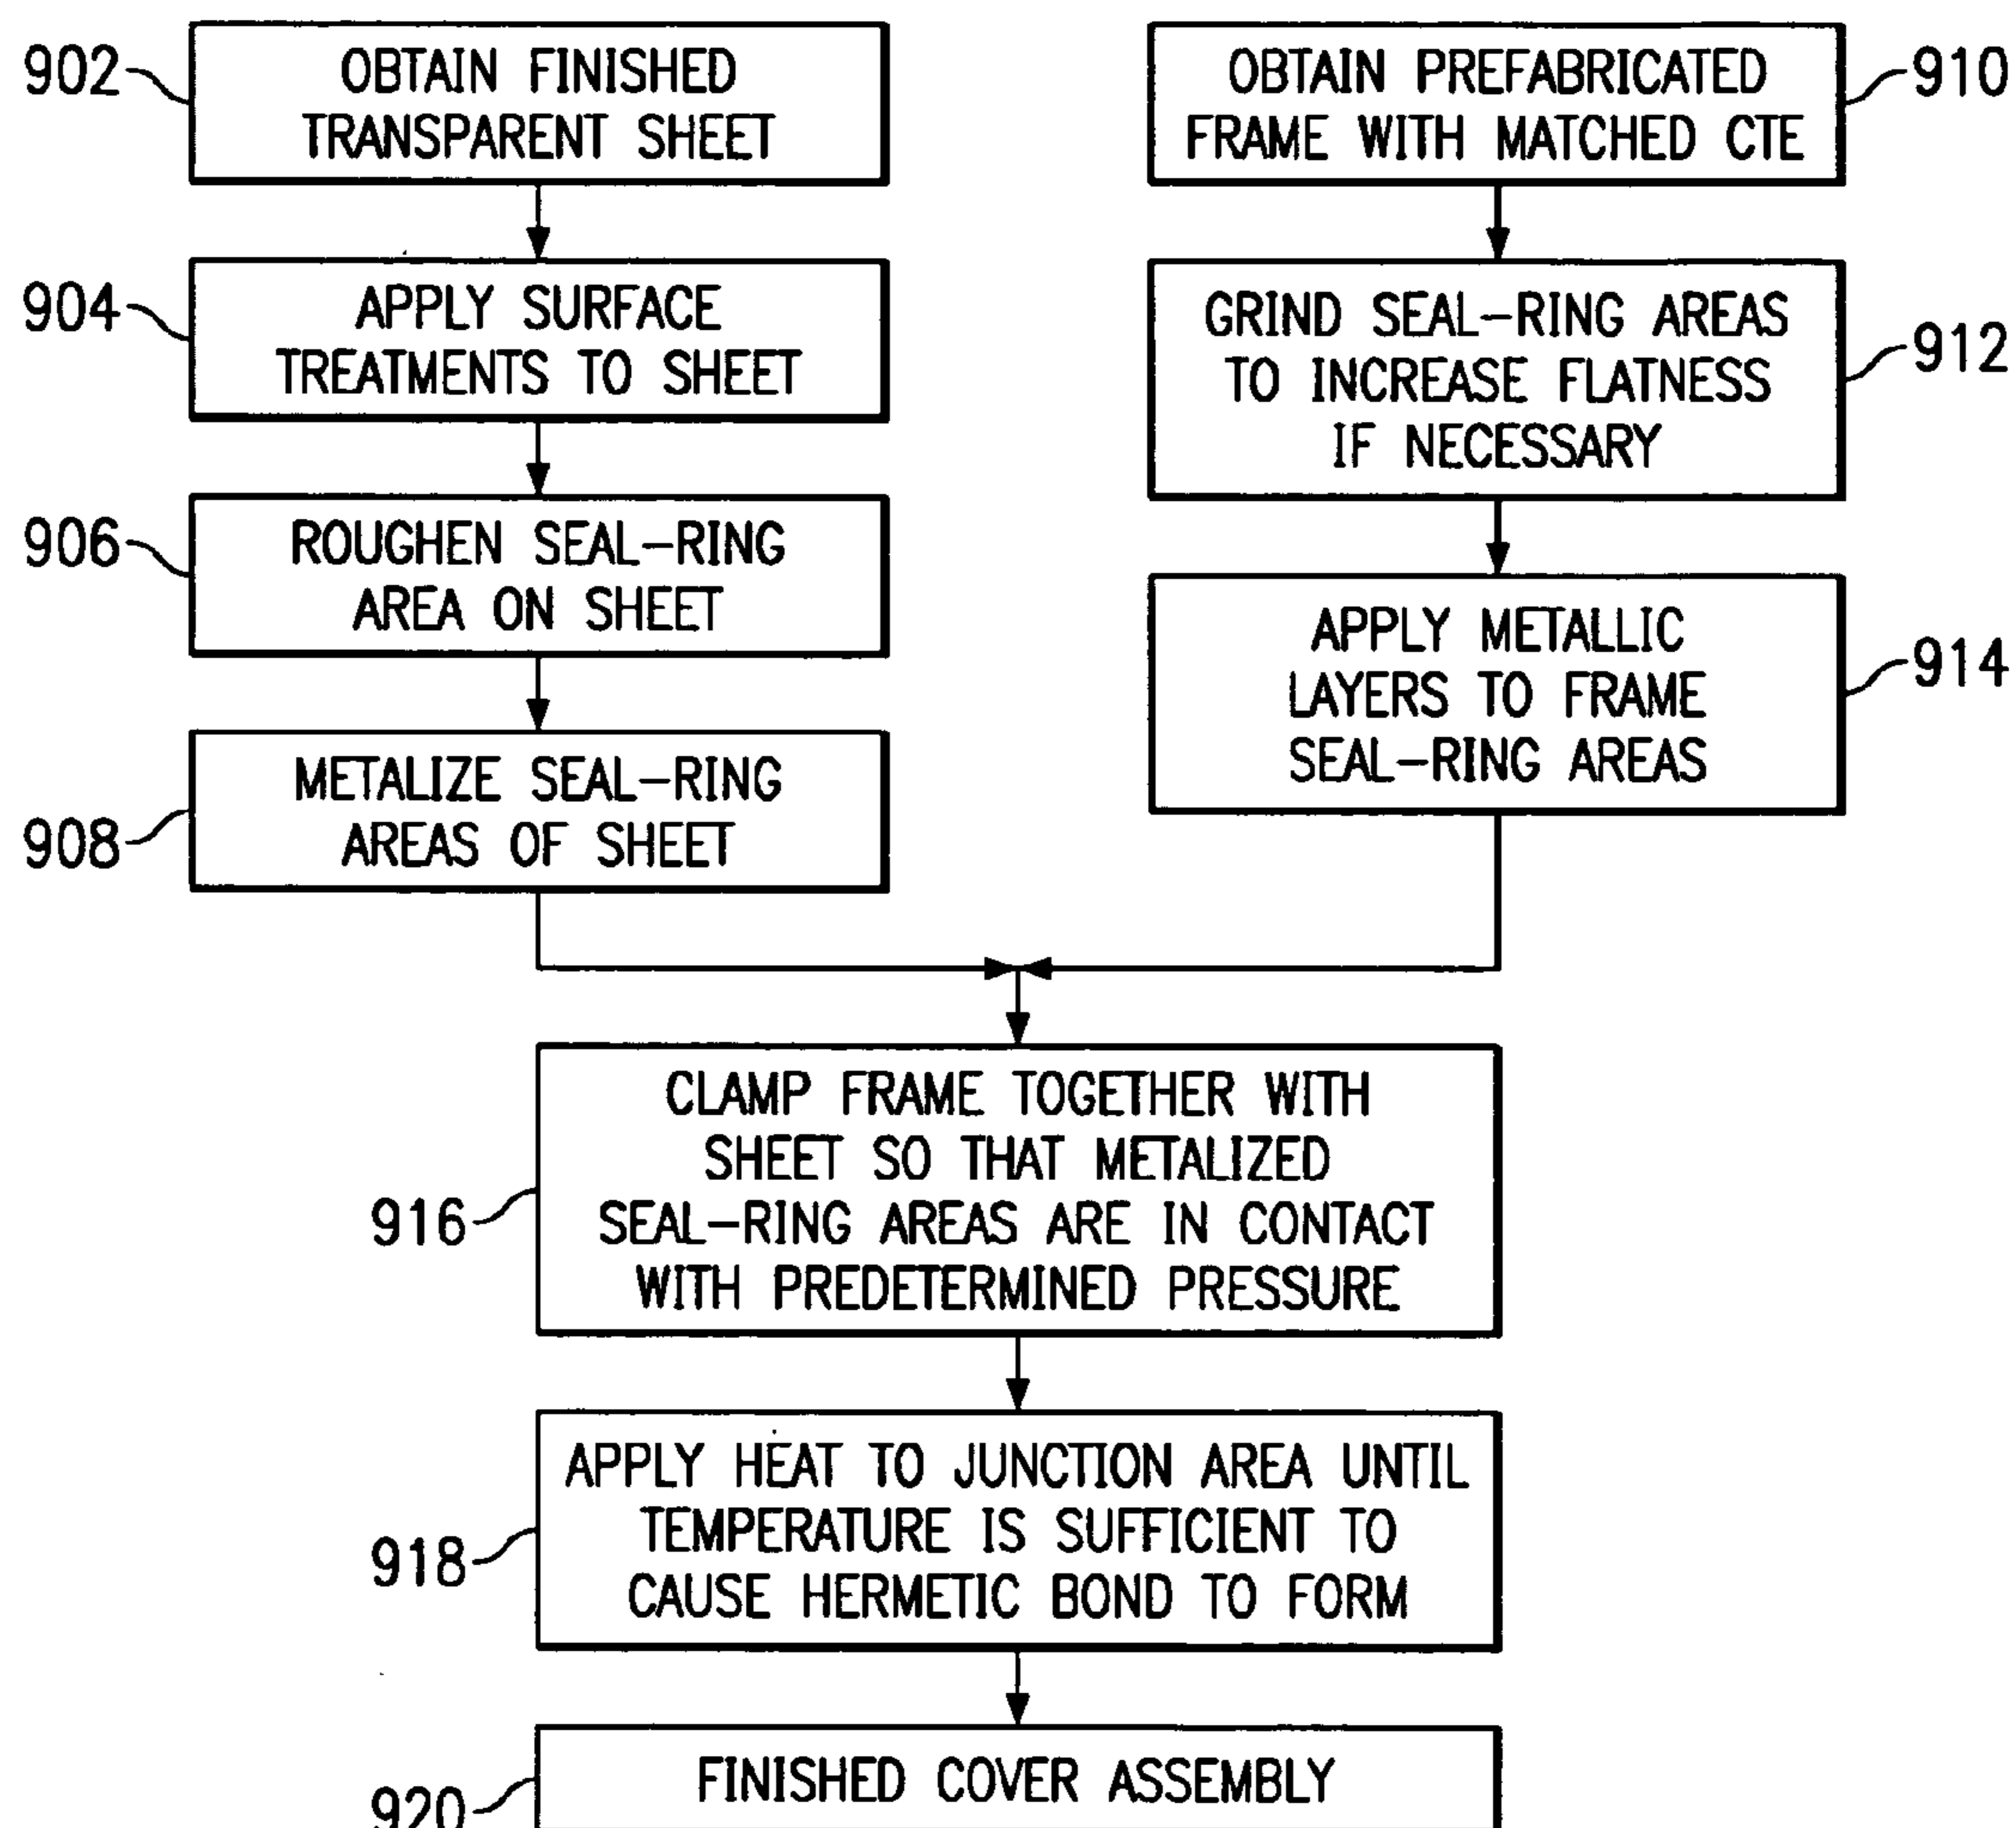 902
OBTAIN FINISHED
TRANSPARENT SHEET
904
APPLY SURFACE
TREATMENTS TO SHEET
906
ROUGHEN SEAL-RING
AREA ON SHEET
908
METALIZE SEAL-RING
AREAS OF SHEET
OBTAIN PREFABRICATED
FRAME WITH MATCHED CTE
910
GRIND SEAL-RING AREAS
TO INCREASE FLATNESS
IF NECESSARY
912
APPLY METALLIC
LAYERS TO FRAME
SEAL-RING AREAS
914
CLAMP FRAME TOGETHER WITH
SHEET SO THAT METALIZED
SEAL-RING AREAS ARE IN CONTACT
WITH PREDETERMINED PRESSURE
916
APPLY HEAT TO JUNCTION AREA UNTIL
TEMPERATURE IS SUFFICIENT TO
CAUSE HERMETIC BOND TO FORM
918
FINISHED COVER ASSEMBLY
920